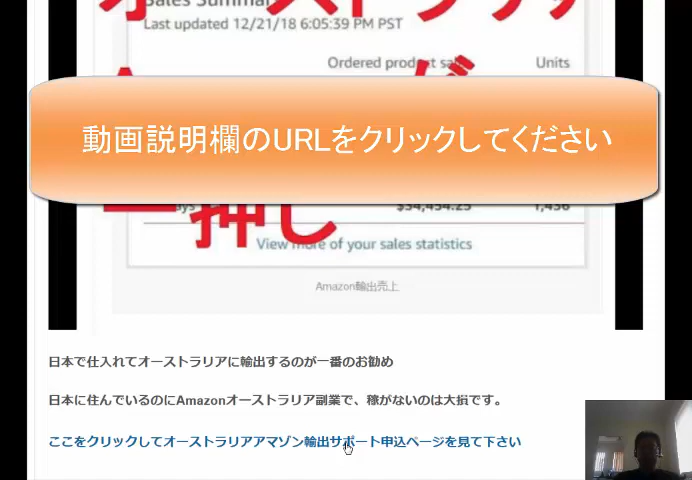 Last updated 12/21/18 6:05:39 PM PST
Units
動画説明欄のURLをクリックしてください
一押し
View more of your sales statistics
Amazon輸出売上
日本で仕入れてオーストラリアに輸出するのが一番のお勧め
日本に住んでいるのにAmazonオーストラリア副業で、稼がないのは大損です。
ここをクリックしてオーストラリアアマゾン輸出サポート申込ページを見て下さい